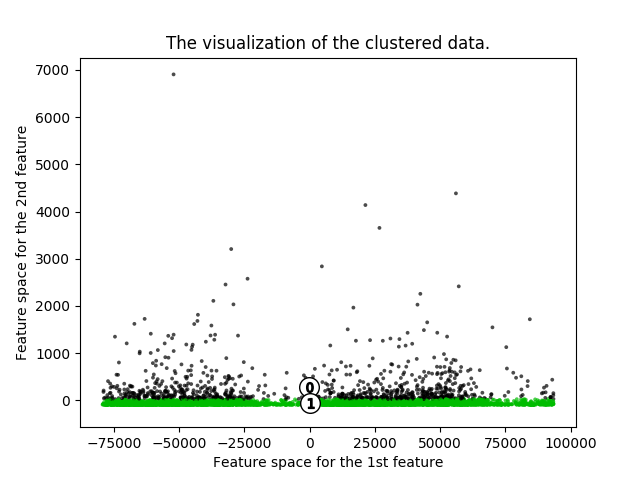 The visualization of the clustered data.
7000
6000
5000
4000
3000
2000
1000
0
Feature space for the 2nd feature
0
1
−75000 −50000 −25000 0 25000 50000 75000 100000
Feature space for the 1st feature